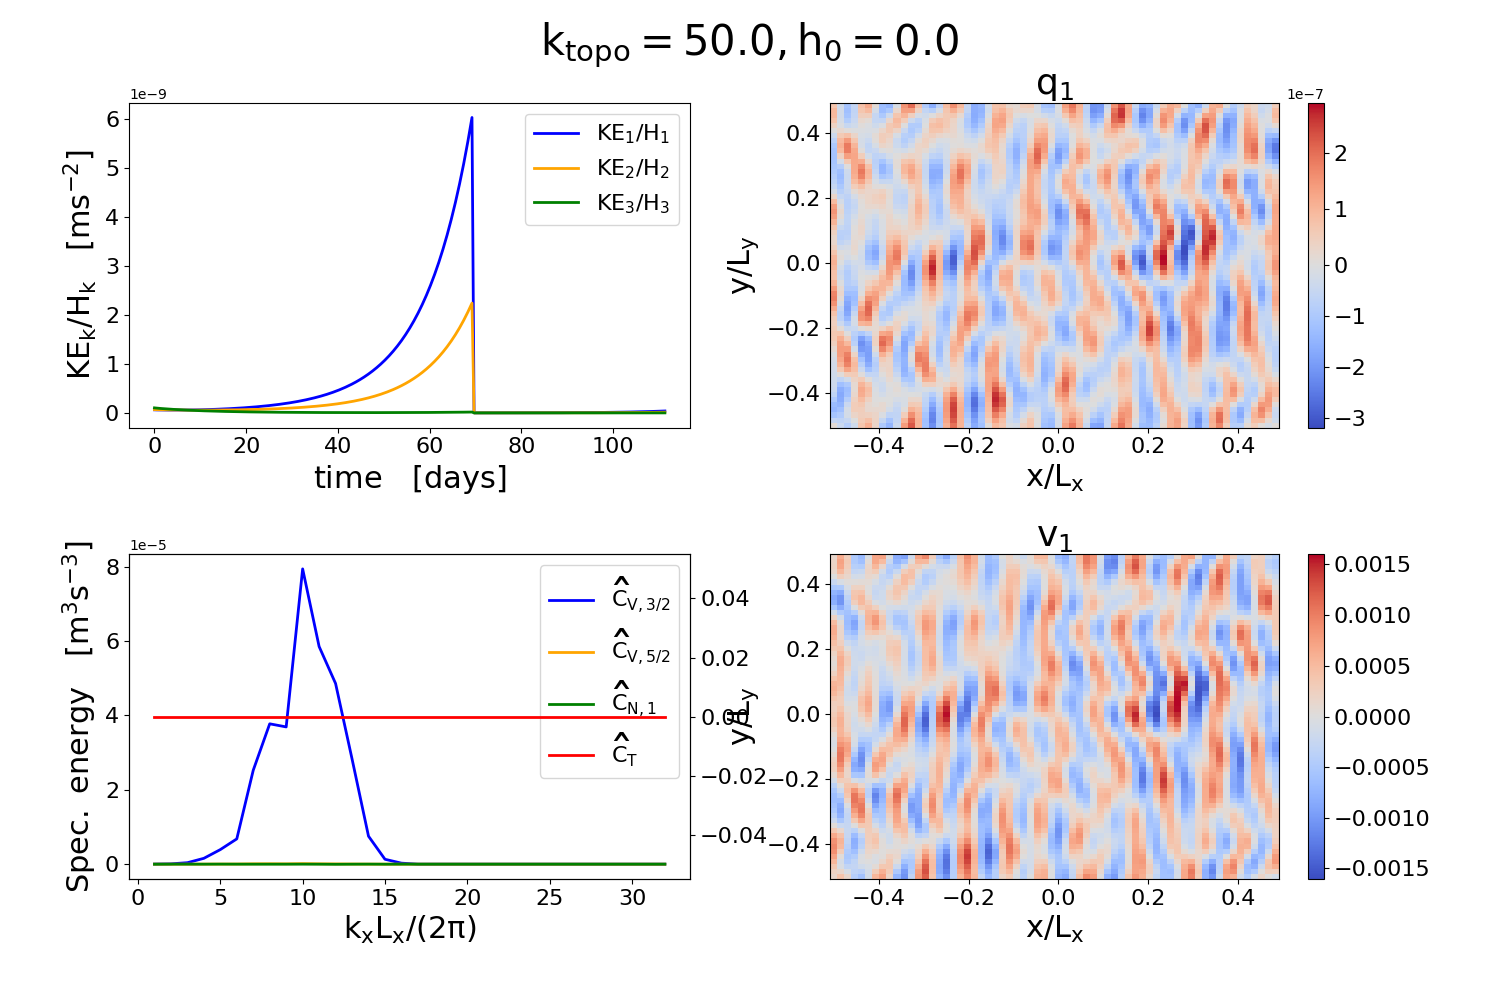 k_topo = 50.0, h_0 = 0.0
1e−9
KE_k/H_k [ms^−2]
6
5
4
3
2
1
0
KE_1/H_1
KE_2/H_2
KE_3/H_3
0 20 40 60 80 100
time [days]
q_1
y/L_y
0.4
0.2
0.0
−0.2
−0.4
−0.4 −0.2 0.0 0.2 0.4
x/L_x
1e−7
2
1
0
−1
−2
−3
1e−5
Spec. energy [m^3s^−3]
8
6
4
2
0
Ĉ_V,3/2
Ĉ_V,5/2
Ĉ_N,1
Ĉ_T
0.04
0.02
0.00
−0.02
−0.04
0 5 10 15 20 25 30
k_xL_x/(2π)
v_1
y/L_y
0.4
0.2
0.0
−0.2
−0.4
−0.4 −0.2 0.0 0.2 0.4
x/L_x
0.0015
0.0010
0.0005
0.0000
−0.0005
−0.0010
−0.0015